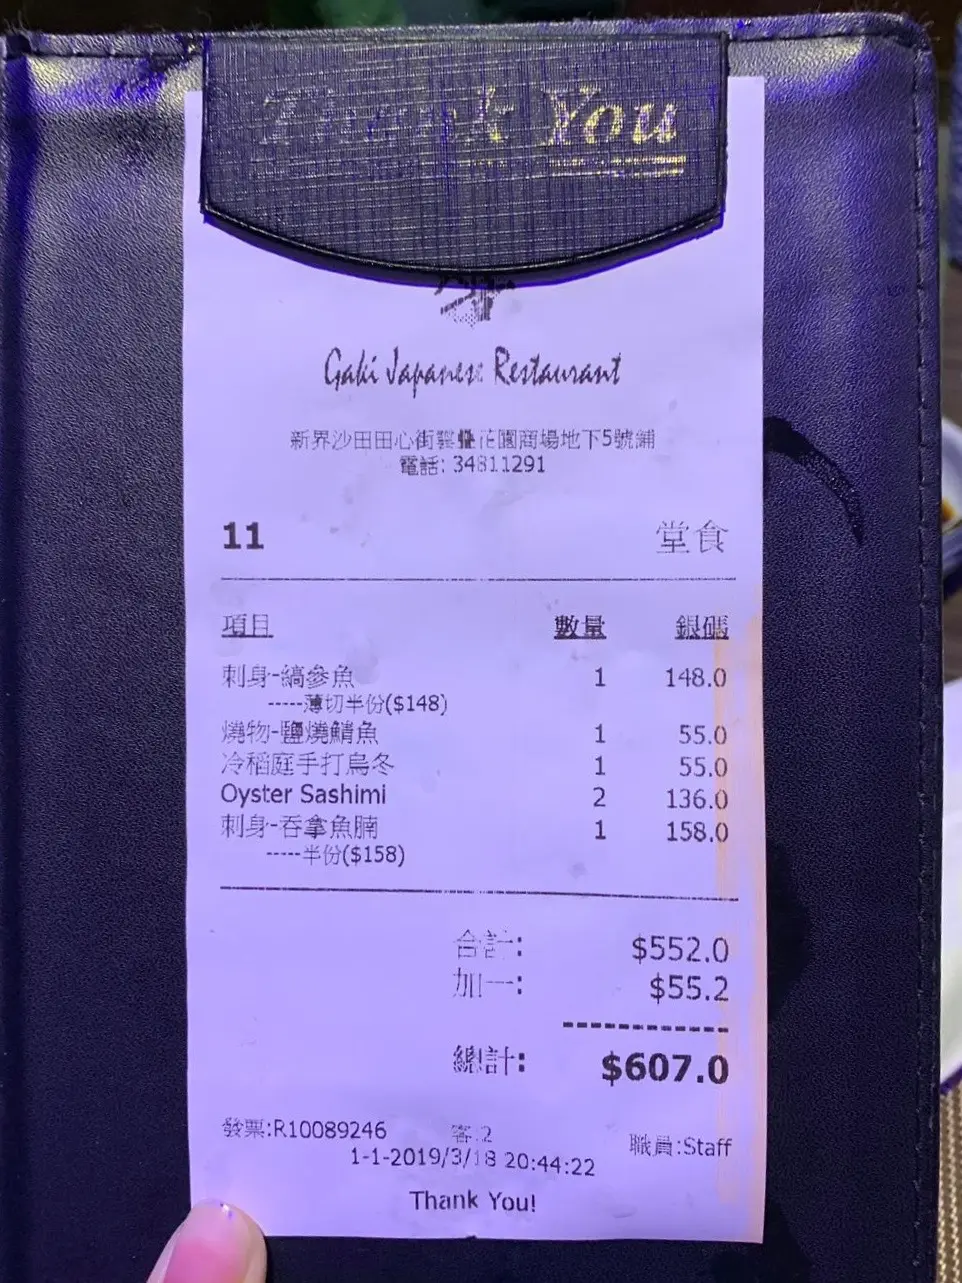 Thank You
Gaki Japanese Restaurant
新界沙田田心街雲疊花園商場地下5號舖
電話: 34811291
11 堂食
項目 數量 銀碼
刺身-縞參魚 1 148.0
-----薄切半份($148)
燒物-鹽燒鯖魚 1 55.0
冷稻庭手打烏冬 1 55.0
Oyster Sashimi 2 136.0
刺身-吞拿魚腩 1 158.0
-----半份($158)
合計: $552.0
加一: $55.2
總計: $607.0
發票:R10089246 客:2 職員:Staff
1-1-2019/3/18 20:44:22
Thank You!